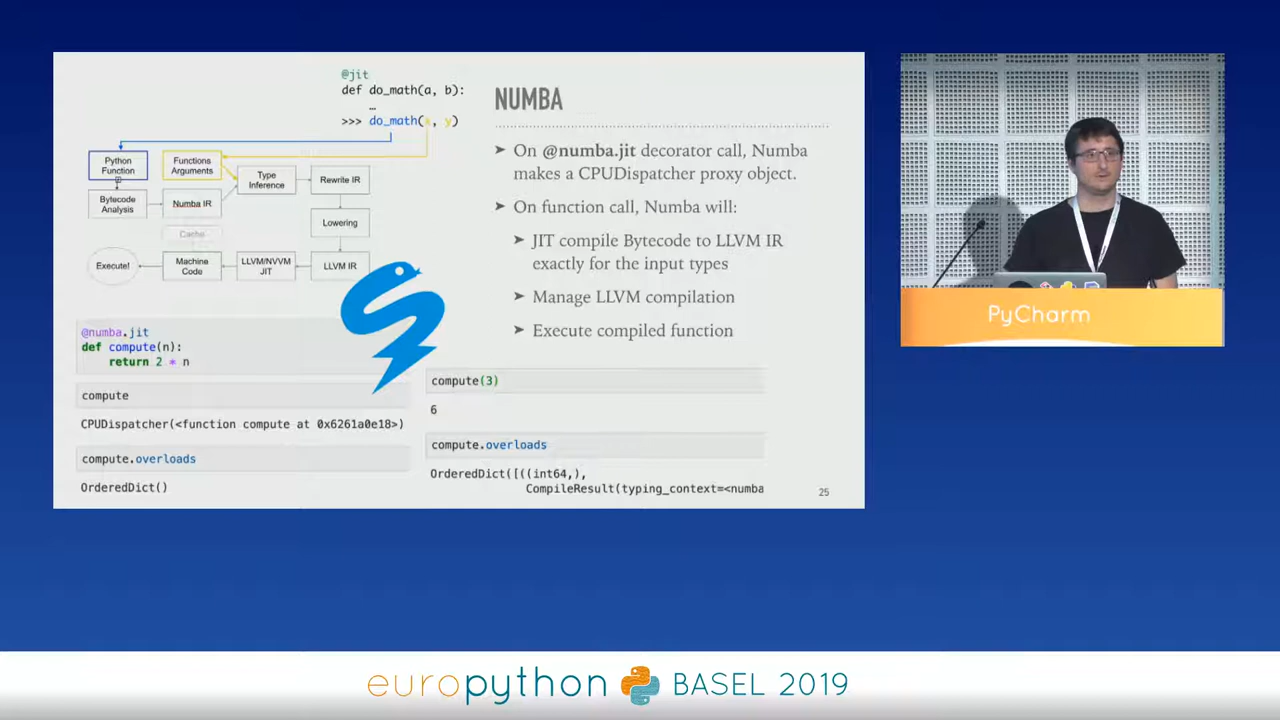 @jit
def do_math(a, b):
…
>>> do_math(x, y)
Python
Function
Functions
Arguments
Type
Inference
Rewrite IR
Bytecode
Analysis
Numba IR
Lowering
Cache
Execute!
Machine
Code
LLVM/NVVM
JIT
LLVM IR
@numba.jit
def compute(n):
return 2 * n
compute
CPUDispatcher(<function compute at 0x6261a0e18>)
compute.overloads
OrderedDict()
NUMBA
➤ On @numba.jit decorator call, Numba
makes a CPUDispatcher proxy object.
➤ On function call, Numba will:
➤ JIT compile Bytecode to LLVM IR
exactly for the input types
➤ Manage LLVM compilation
➤ Execute compiled function
compute(3)
6
compute.overloads
OrderedDict([((int64,),
CompileResult(typing_context=<numba
25
PyCharm
europython BASEL 2019